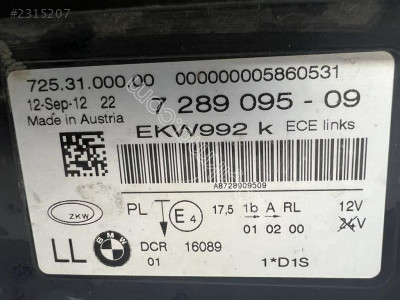 #2315207
725.31.000.00 000000005860531
12-Sep-12 22 7 289 095 - 09
Made in Austria EKW992 k ECE links
A8728909509
ZKW PL E4 17,5 1b A RL 12V
01 02 00 24V
LL BMW DCR 16089
01 1*D1S